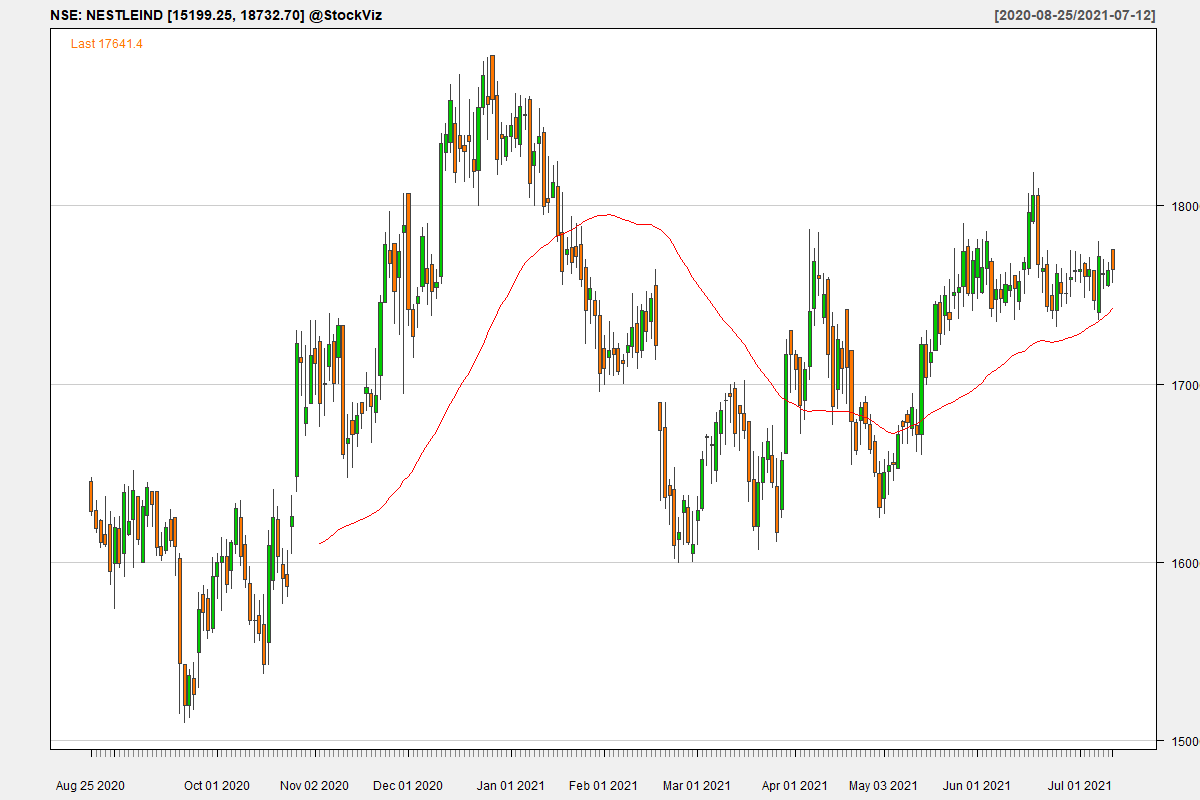 NSE: NESTLEIND [15199.25, 18732.70] @StockViz
[2020-08-25/2021-07-12]
Last 17641.4
1800
1700
1600
1500
Aug 25 2020
Oct 01 2020
Nov 02 2020
Dec 01 2020
Jan 01 2021
Feb 01 2021
Mar 01 2021
Apr 01 2021
May 03 2021
Jun 01 2021
Jul 01 2021